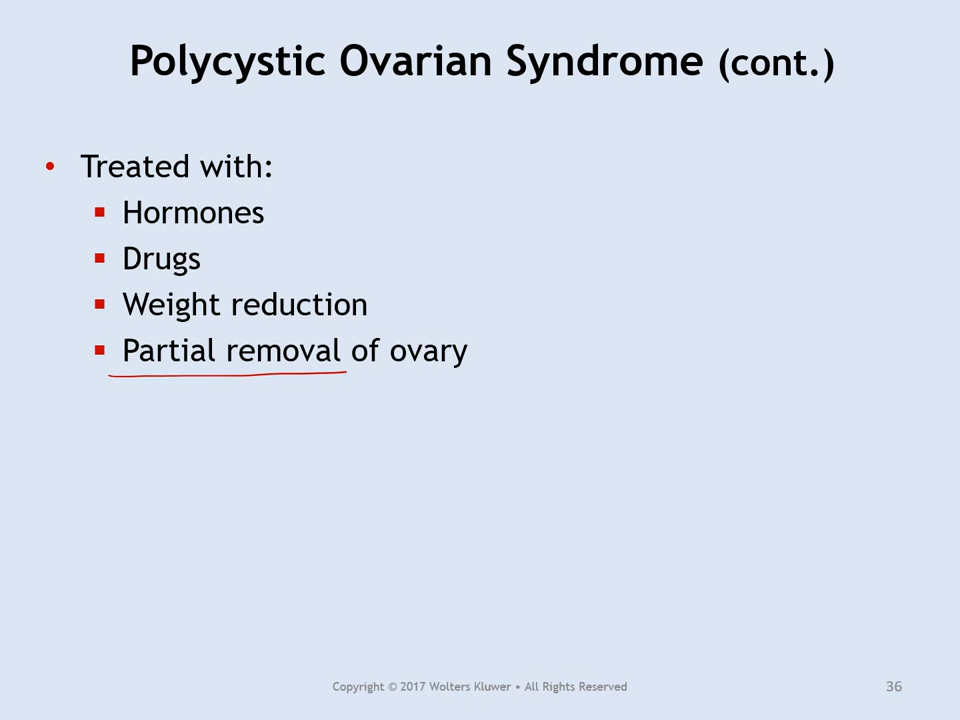 Polycystic Ovarian Syndrome (cont.)
• Treated with:
▪ Hormones
▪ Drugs
▪ Weight reduction
▪ Partial removal of ovary
Copyright © 2017 Wolters Kluwer • All Rights Reserved
36